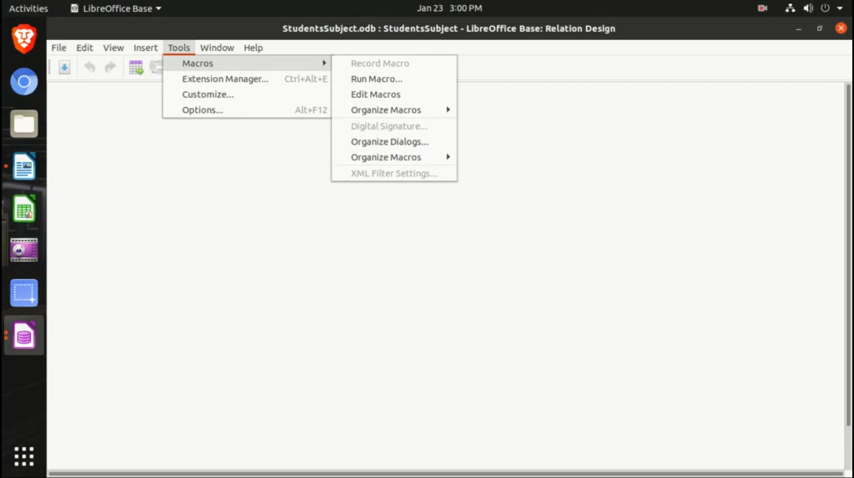 Activities
LibreOffice Base
Jan 23 3:00 PM
StudentsSubject.odb : StudentsSubject - LibreOffice Base: Relation Design
File Edit View Insert Tools Window Help
Macros
Extension Manager... Ctrl+Alt+E
Customize...
Options... Alt+F12
Record Macro
Run Macro...
Edit Macros
Organize Macros
Digital Signature...
Organize Dialogs...
Organize Macros
XML Filter Settings...